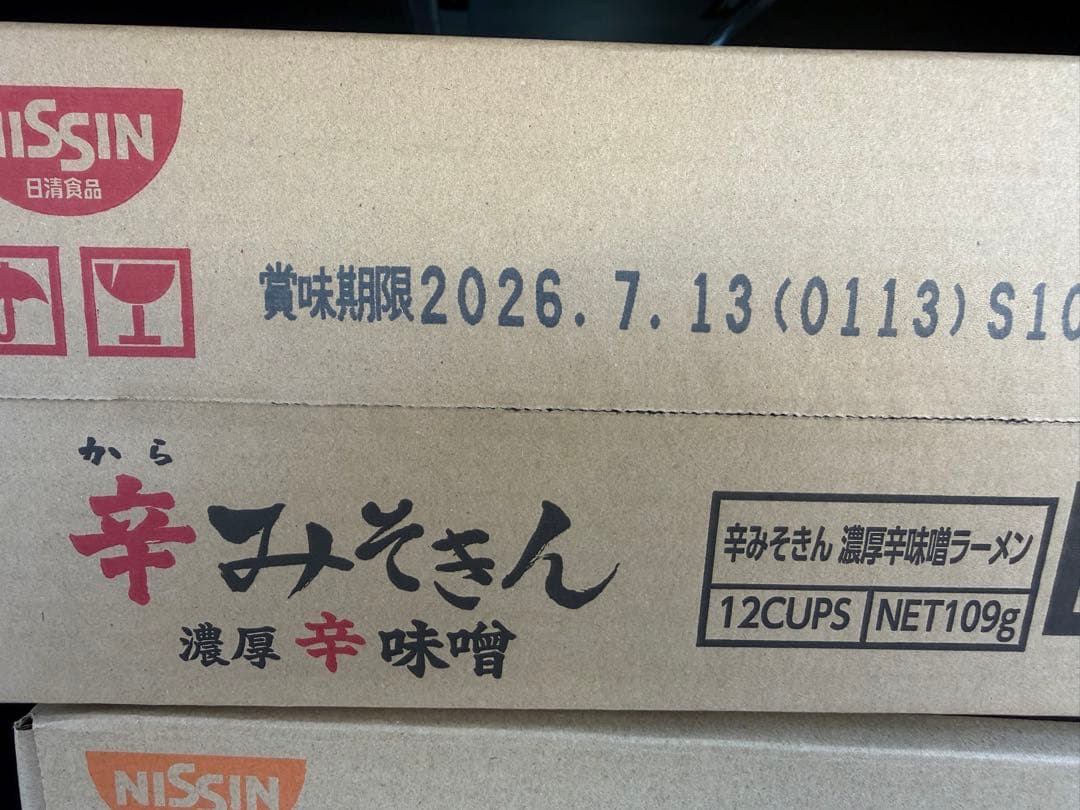 NISSIN
日清食品
賞味期限2026.7.13(0113)S10
から
辛みそきん
濃厚辛味噌
辛みそきん 濃厚辛味噌ラーメン
12CUPS NET109g
NISSIN